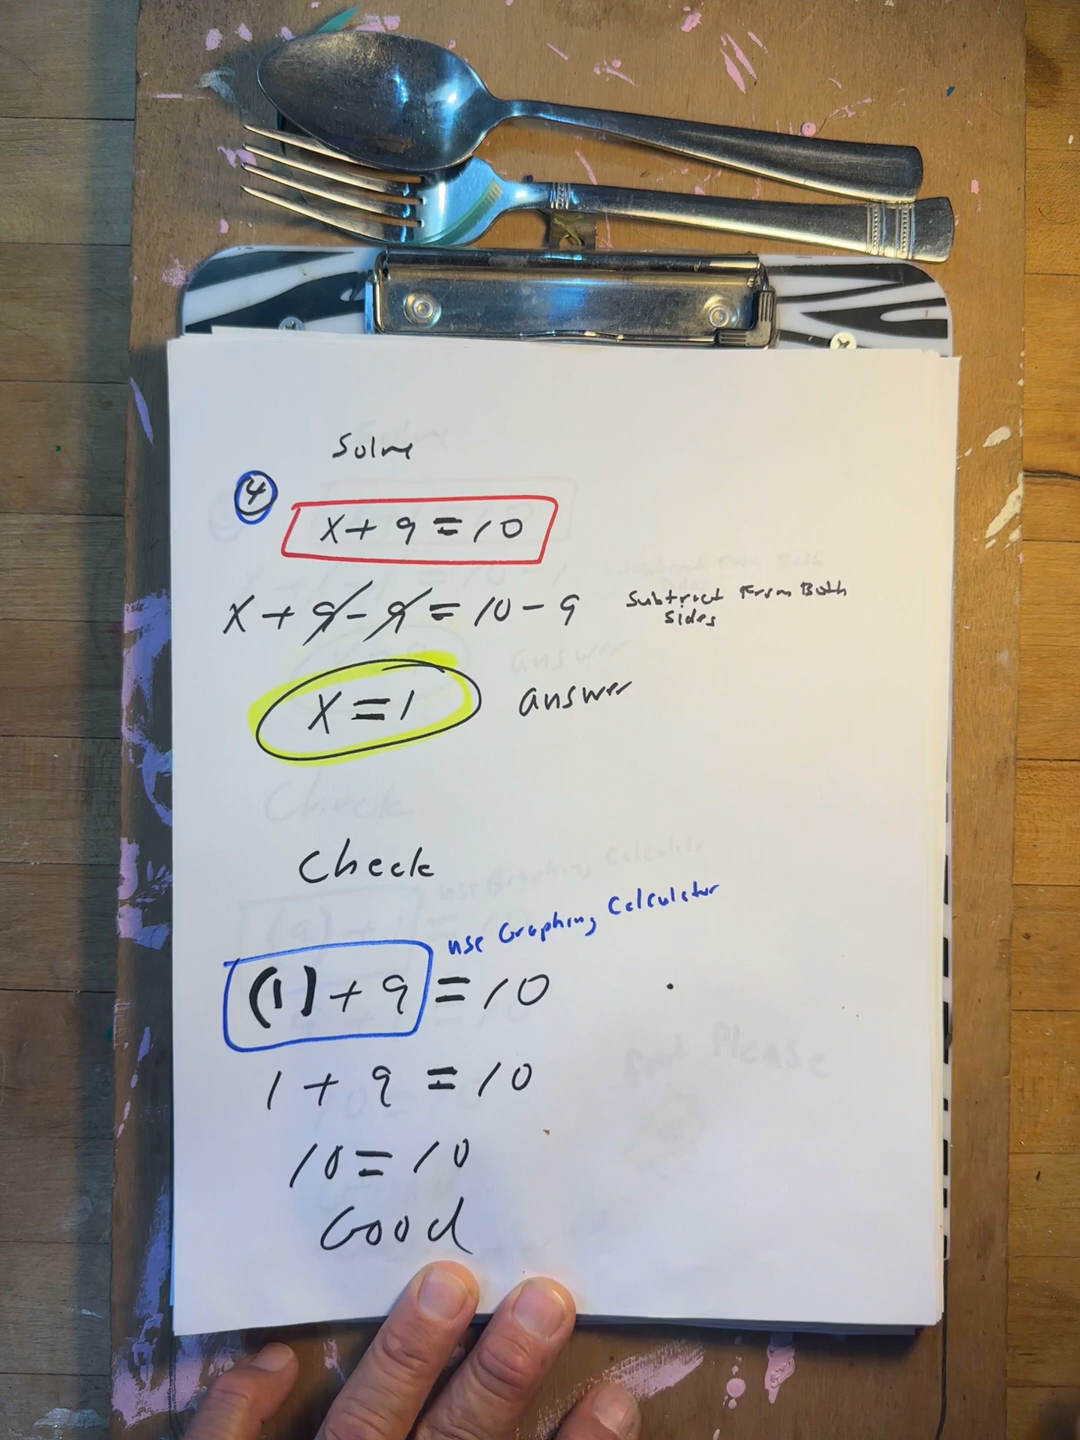 Solve
4
x + 9 = 10
x + 9 - 9 = 10 - 9 Subtract From Both Sides
x = 1 answer
Check
use Graphing Calculator
(1) + 9 = 10
1 + 9 = 10
10 = 10
Good